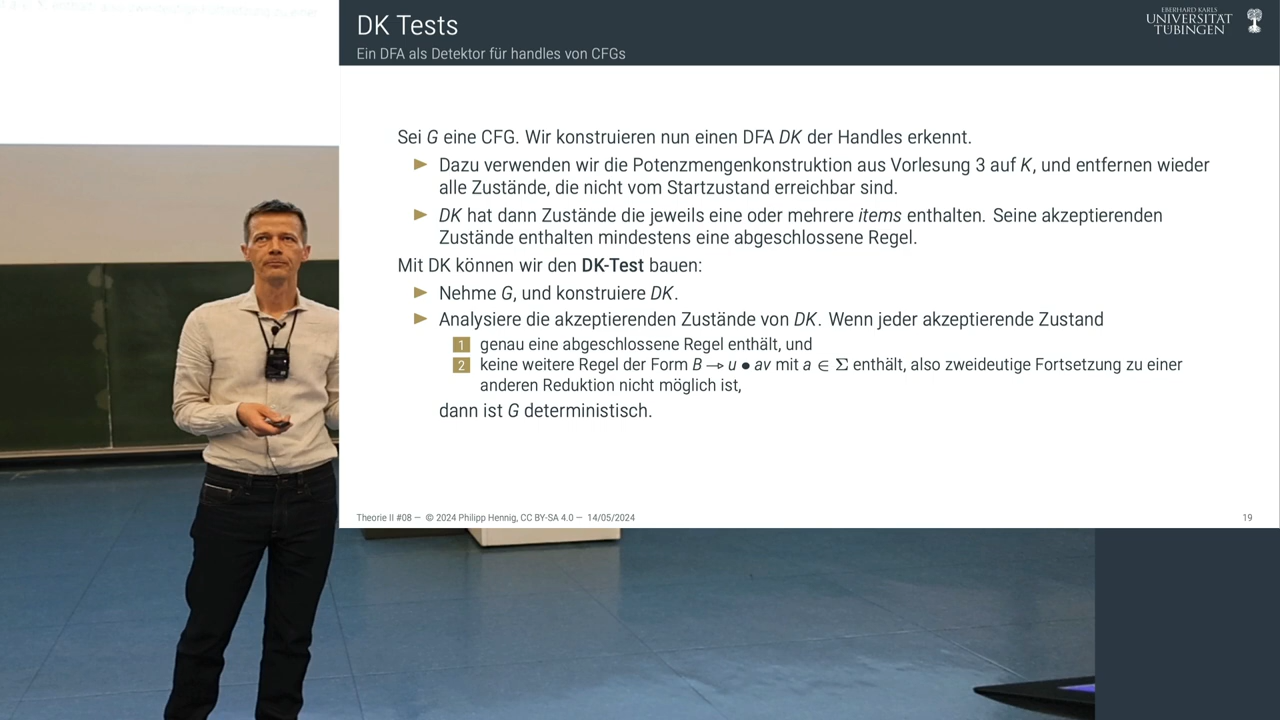 DK Tests
Ein DFA als Detektor für handles von CFGs
EBERHARD KARLS
UNIVERSITÄT
TÜBINGEN
Sei G eine CFG. Wir konstruieren nun einen DFA DK der Handles erkennt.
► Dazu verwenden wir die Potenzmengenkonstruktion aus Vorlesung 3 auf K, und entfernen wieder
alle Zustände, die nicht vom Startzustand erreichbar sind.
► DK hat dann Zustände die jeweils eine oder mehrere items enthalten. Seine akzeptierenden
Zustände enthalten mindestens eine abgeschlossene Regel.
Mit DK können wir den DK-Test bauen:
► Nehme G, und konstruiere DK.
► Analysiere die akzeptierenden Zustände von DK. Wenn jeder akzeptierende Zustand
1 genau eine abgeschlossene Regel enthält, und
2 keine weitere Regel der Form B → u • av mit a ∈ Σ enthält, also zweideutige Fortsetzung zu einer
anderen Reduktion nicht möglich ist,
dann ist G deterministisch.
Theorie II #08 — © 2024 Philipp Hennig, CC BY-SA 4.0 — 14/05/2024
19